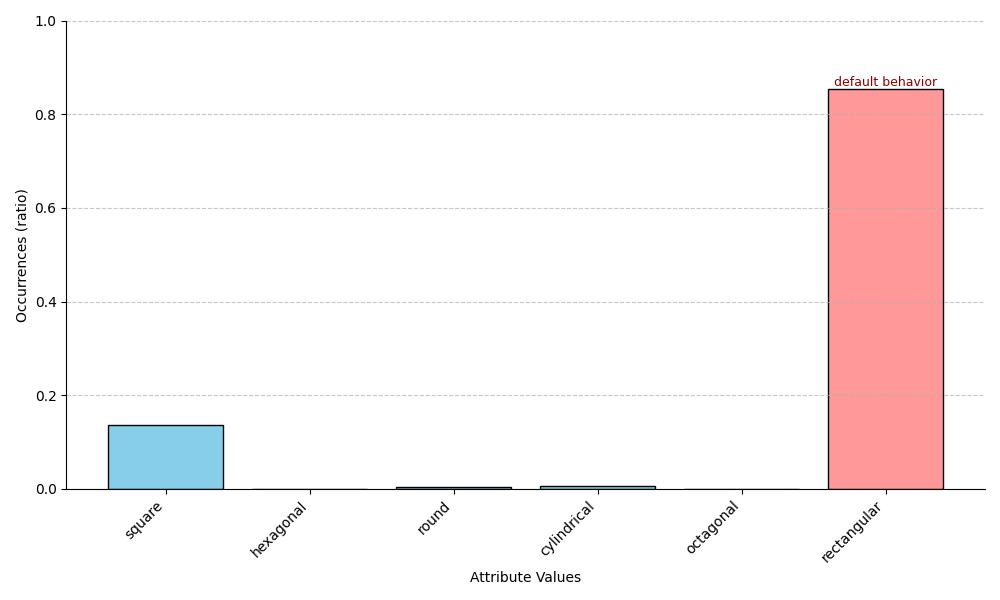 1.0
default behavior
0.8
0.6
0.4
0.2
0.0
Occurrences (ratio)
square
hexagonal
round
cylindrical
octagonal
rectangular
Attribute Values